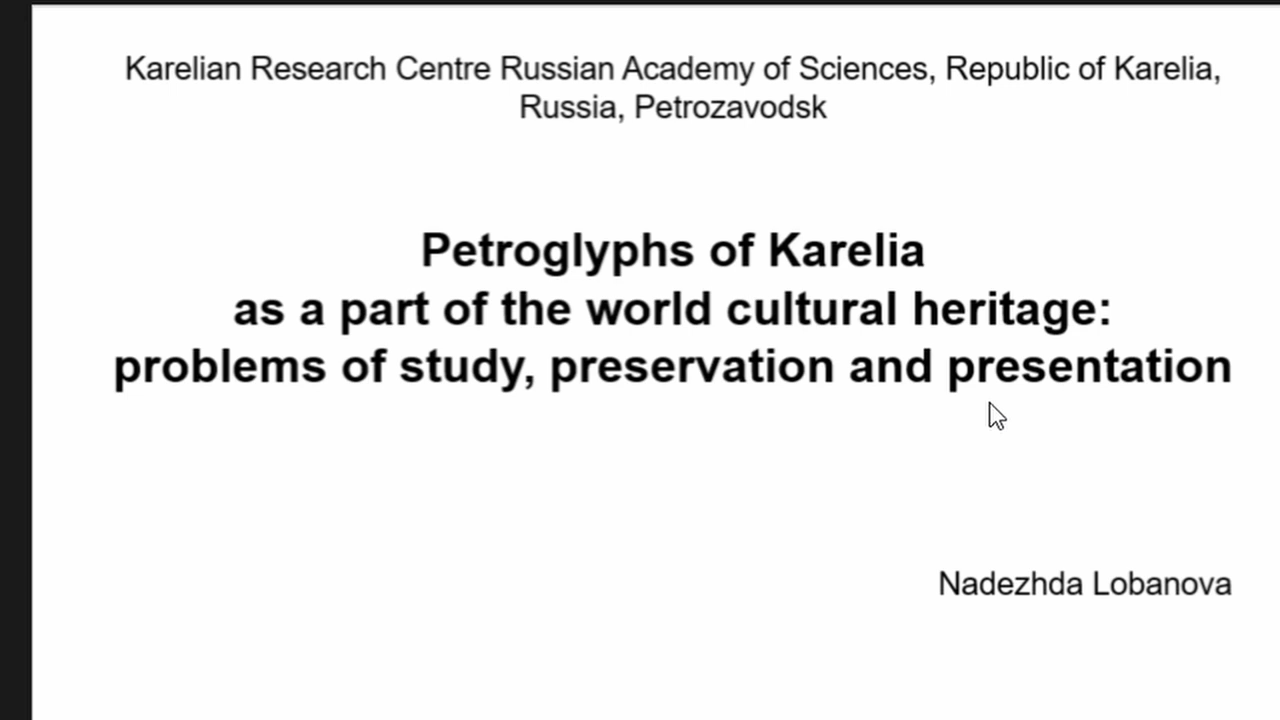 Karelian Research Centre Russian Academy of Sciences, Republic of Karelia,
Russia, Petrozavodsk
Petroglyphs of Karelia
as a part of the world cultural heritage:
problems of study, preservation and presentation
Nadezhda Lobanova